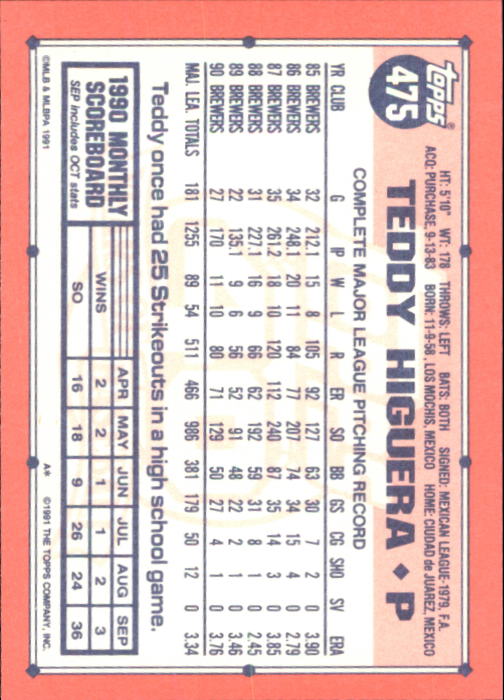 topps®
475
HT: 5'10" WT: 178 THROWS: LEFT BATS: BOTH SIGNED: MEXICAN LEAGUE-1979, F.A.
ACQ: PURCHASE, 9-13-83 BORN: 11-9-58, LOS MOCHIS, MEXICO HOME: CIUDAD de JUAREZ, MEXICO
TEDDY HIGUERA ♦ P
COMPLETE MAJOR LEAGUE PITCHING RECORD
YR CLUB G IP W L R ER SO BB GS CG SHO SV ERA
85 BREWERS 32 212.1 15 8 105 92 127 63 30 7 2 0 3.90
86 BREWERS 34 248.1 20 11 84 77 207 74 34 15 4 0 2.79
87 BREWERS 35 261.2 18 10 120 112 240 87 35 14 3 0 3.85
88 BREWERS 31 227.1 16 9 66 62 192 59 31 8 1 0 2.45
89 BREWERS 22 135.1 9 6 56 52 91 48 22 2 1 0 3.46
90 BREWERS 27 170 11 10 80 71 129 50 27 4 1 0 3.76
MAJ. LEA. TOTALS 181 1255 89 54 511 466 986 381 179 50 12 0 3.34
Teddy once had 25 Strikeouts in a high school game.
1990 MONTHLY
SCOREBOARD
SEP includes OCT stats
APR MAY JUN JUL AUG SEP
WINS 2 2 1 1 2 3
SO 16 18 9 26 24 36
©MLB & MLBPA 1991 A* ©1991 THE TOPPS COMPANY, INC.